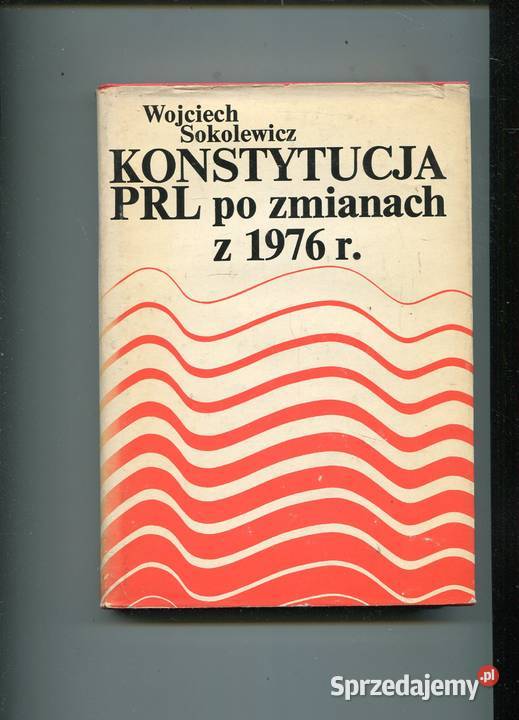 Wojciech
Sokolewicz
KONSTYTUCJA
PRL po zmianach
z 1976 r.
Sprzedajemy.pl